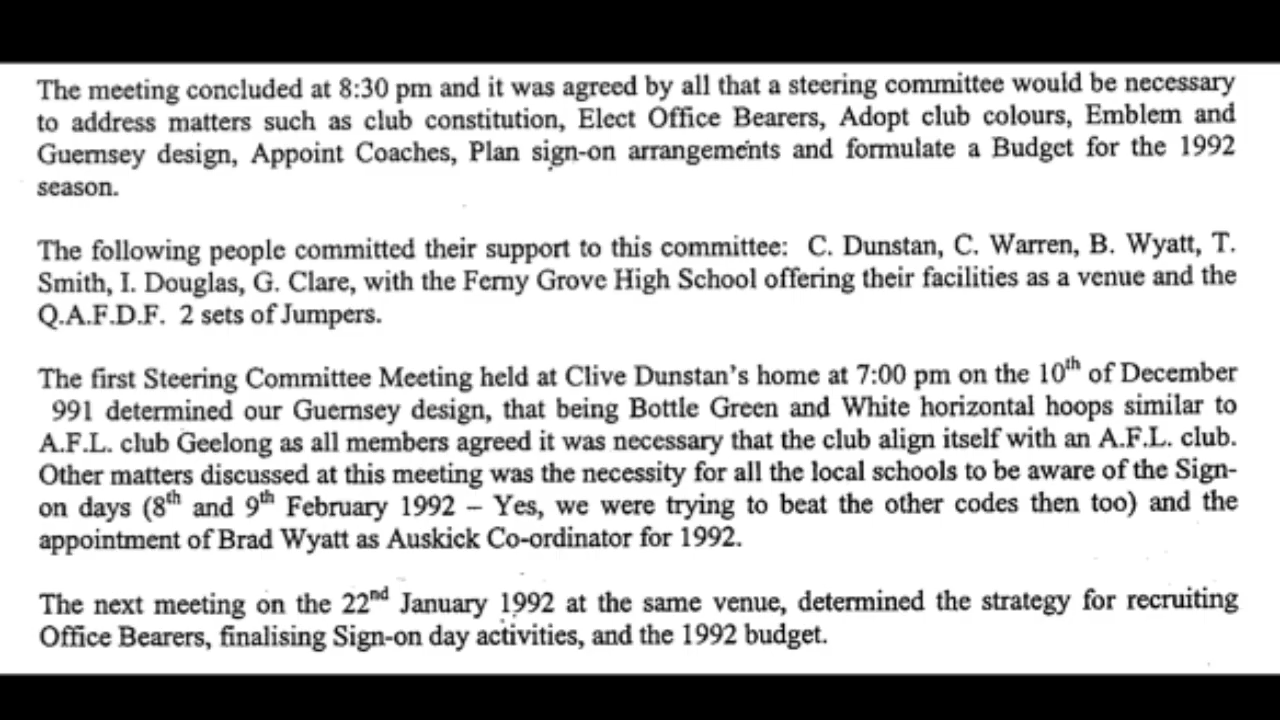 The meeting concluded at 8:30 pm and it was agreed by all that a steering committee would be necessary
to address matters such as club constitution, Elect Office Bearers, Adopt club colours, Emblem and
Guernsey design, Appoint Coaches, Plan sign-on arrangements and formulate a Budget for the 1992
season.
The following people committed their support to this committee: C. Dunstan, C. Warren, B. Wyatt, T.
Smith, I. Douglas, G. Clare, with the Ferny Grove High School offering their facilities as a venue and the
Q.A.F.D.F. 2 sets of Jumpers.
The first Steering Committee Meeting held at Clive Dunstan's home at 7:00 pm on the 10th of December
991 determined our Guernsey design, that being Bottle Green and White horizontal hoops similar to
A.F.L. club Geelong as all members agreed it was necessary that the club align itself with an A.F.L. club.
Other matters discussed at this meeting was the necessity for all the local schools to be aware of the Sign-
on days (8th and 9th February 1992 – Yes, we were trying to beat the other codes then too) and the
appointment of Brad Wyatt as Auskick Co-ordinator for 1992.
The next meeting on the 22nd January 1992 at the same venue, determined the strategy for recruiting
Office Bearers, finalising Sign-on day activities, and the 1992 budget.